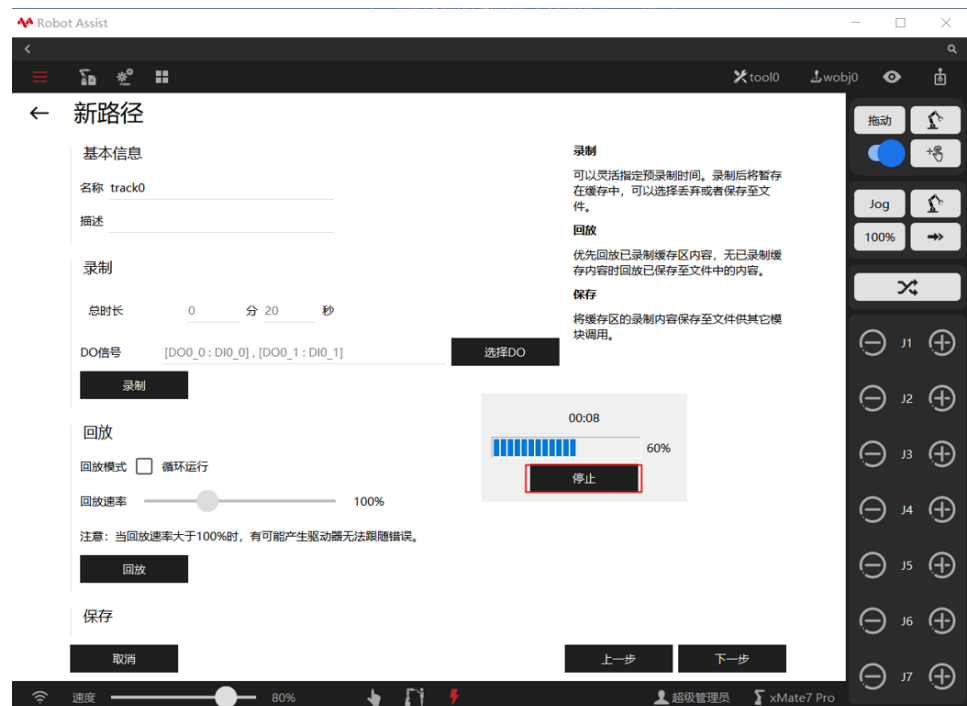 Robot Assist
tool0
wobj0
新路径
基本信息
名称 track0
描述
录制
总时长 0 分 20 秒
DO信号 [DO0_0 : DI0_0] , [DO0_1 : DI0_1] 选择DO
录制
回放
回放模式 循环运行
回放速率 100%
注意：当回放速率大于100%时，有可能产生驱动器无法跟随错误。
回放
保存
取消
上一步
下一步
录制
可以灵活指定预录制时间。录制后将暂存
在缓存中，可以选择丢弃或者保存至文
件。
回放
优先回放已录制缓存区内容，无已录制缓
存内容时回放已保存至文件中的内容。
保存
将缓存区的录制内容保存至文件供其它模
块调用。
00:08
60%
停止
拖动
Jog
100%
J1
J2
J3
J4
J5
J6
J7
速度 80%
超级管理员
xMate7 Pro